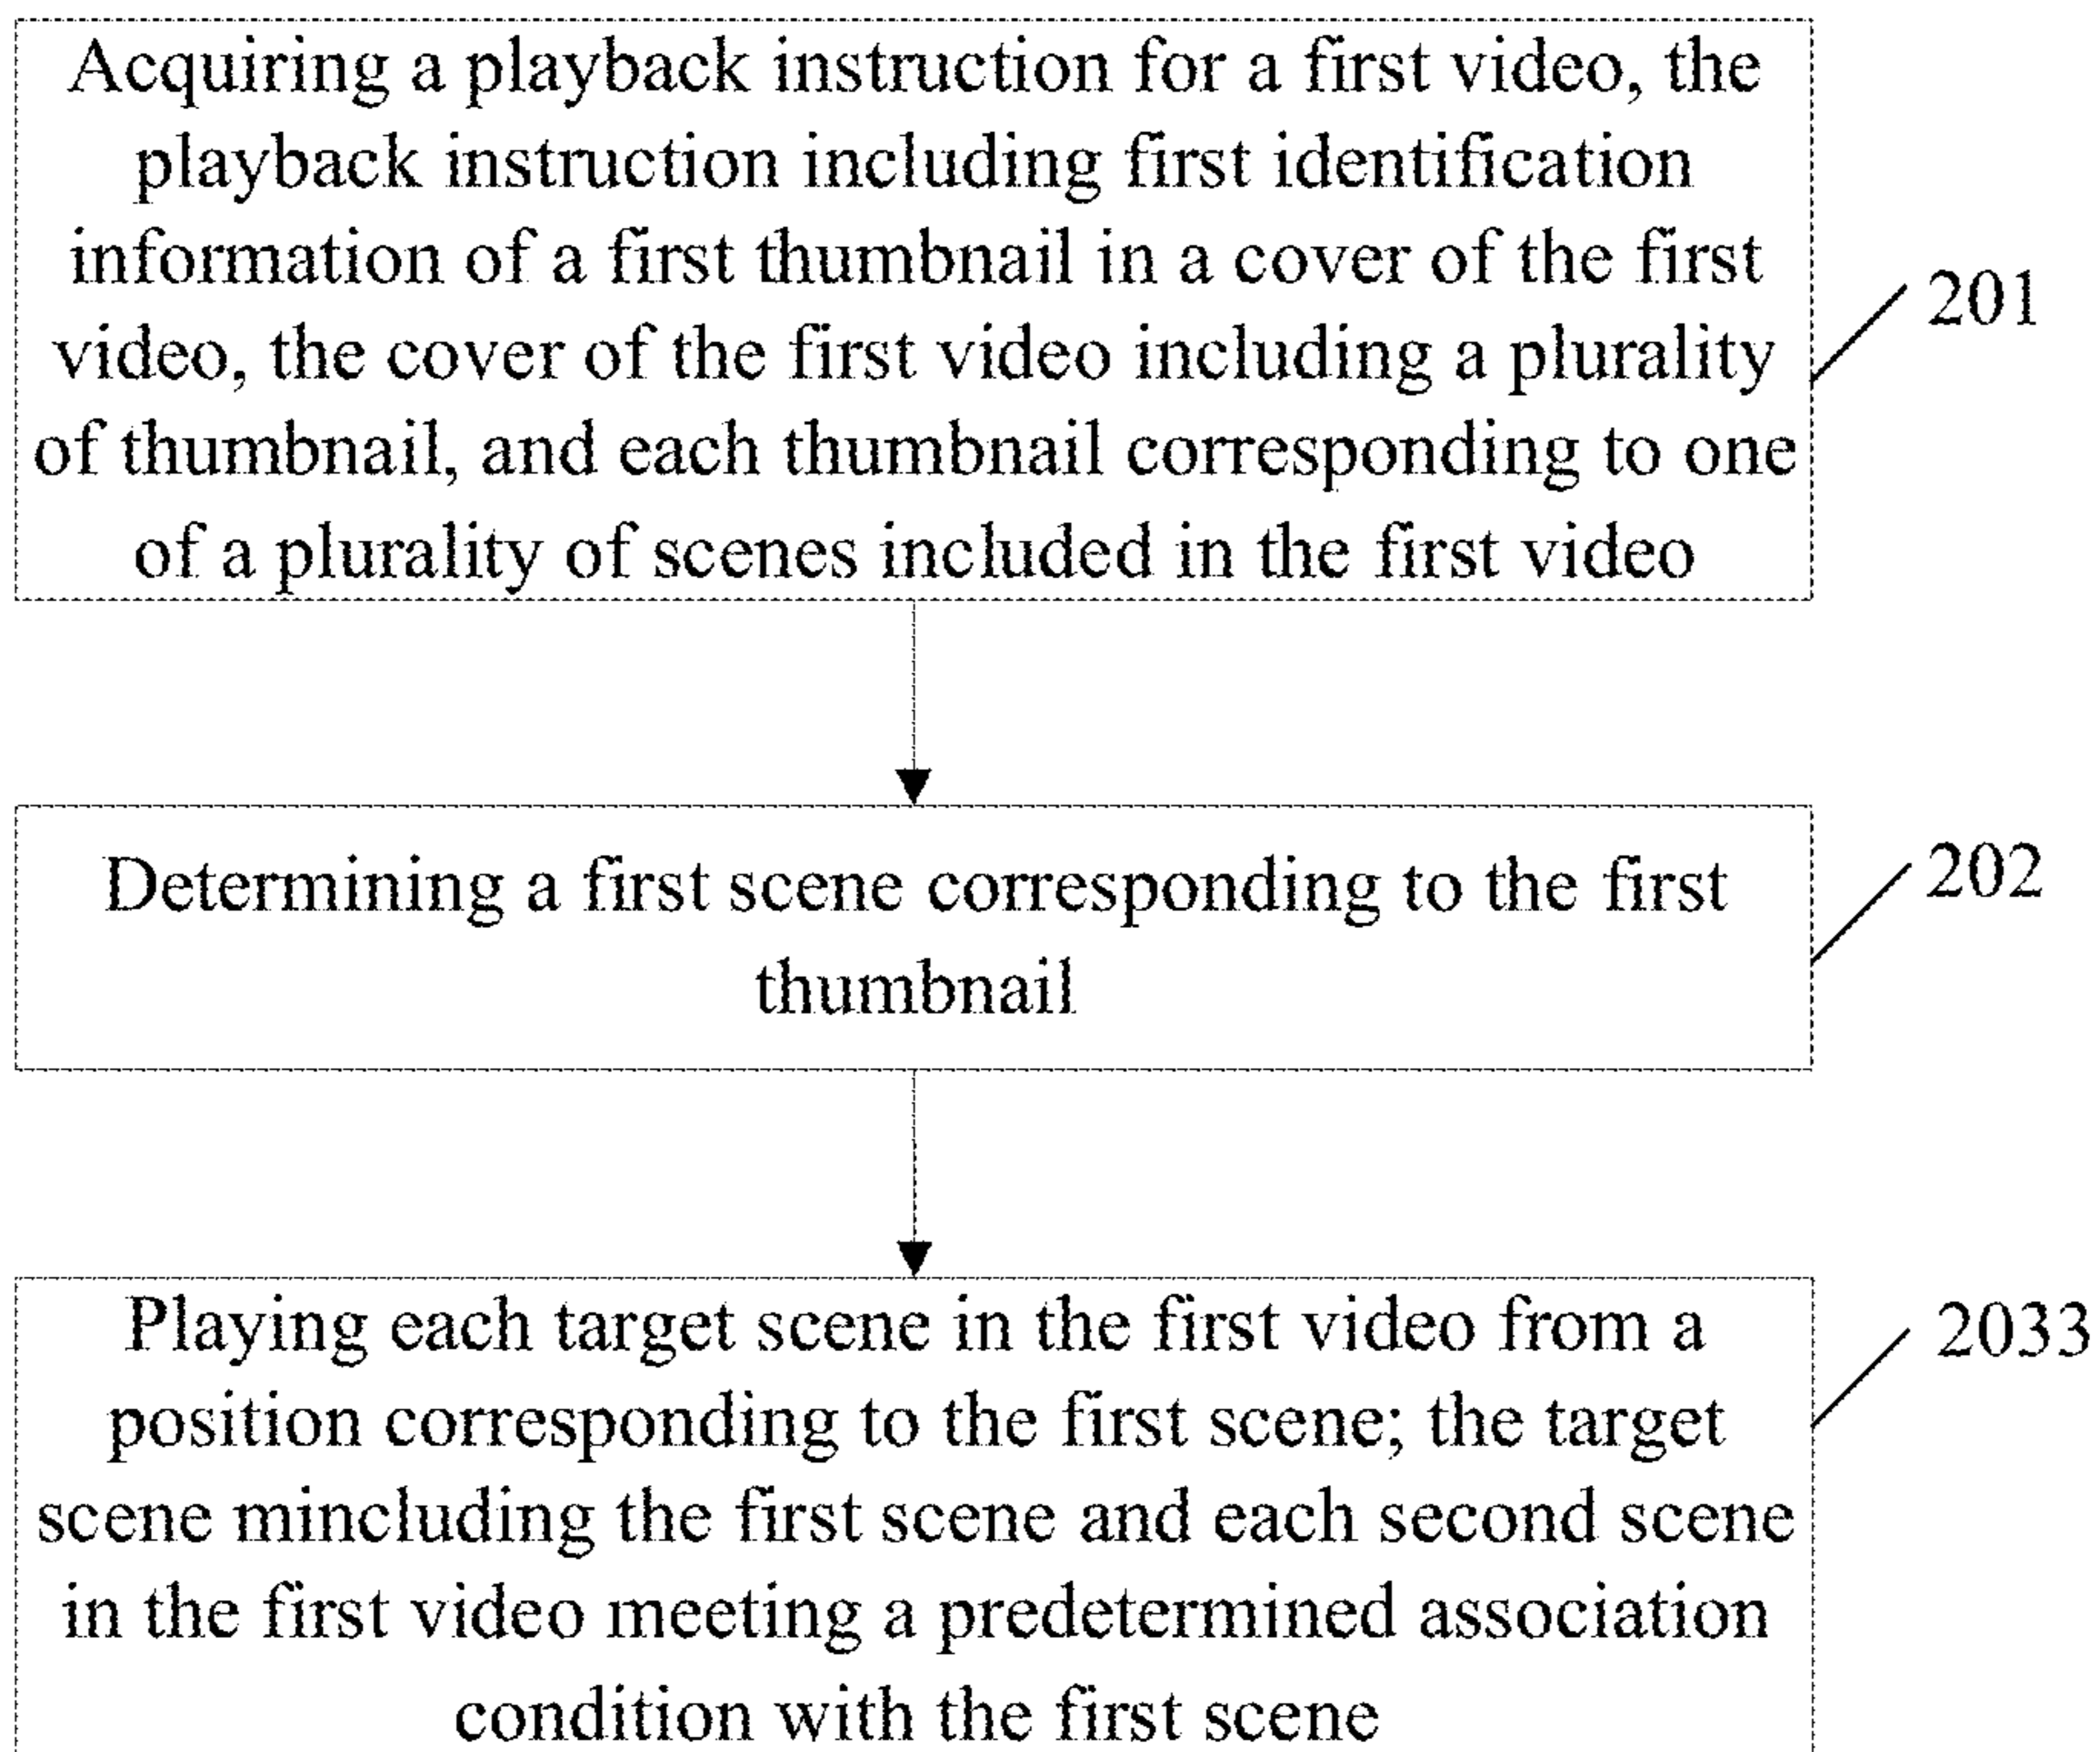 Acquiring a playback instruction for a first video, the
playback instruction including first identification
information of a first thumbnail in a cover of the first
video, the cover of the first video including a plurality
of thumbnail, and each thumbnail corresponding to one
of a plurality of scenes included in the first video
201
Determining a first scene corresponding to the first
thumbnail
202
Playing each target scene in the first video from a
position corresponding to the first scene; the target
scene mincluding the first scene and each second scene
in the first video meeting a predetermined association
condition with the first scene
2033